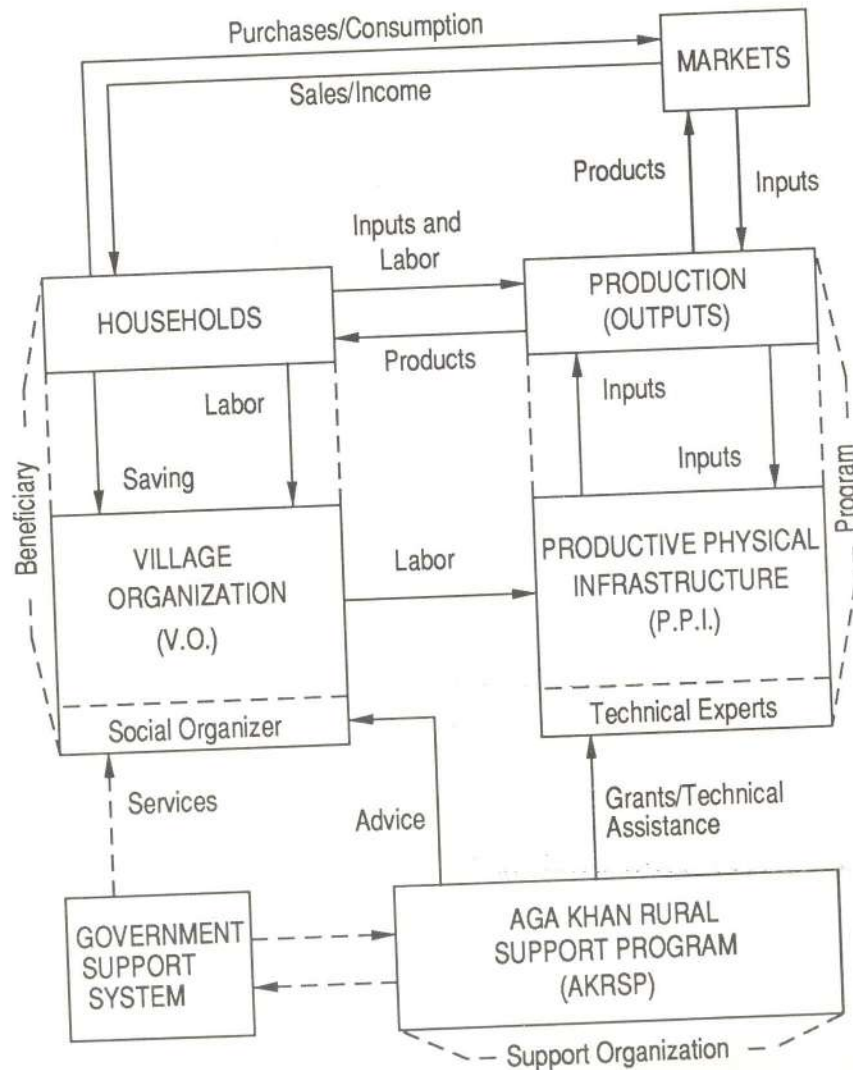 Purchases/Consumption
MARKETS
Sales/Income
Products
Inputs
Inputs and
Labor
HOUSEHOLDS
PRODUCTION
(OUTPUTS)
Products
Labor
Inputs
Saving
Inputs
Beneficiary
Program
VILLAGE
ORGANIZATION
(V.O.)
Labor
PRODUCTIVE PHYSICAL
INFRASTRUCTURE
(P.P.I.)
Social Organizer
Technical Experts
Services
Advice
Grants/Technical
Assistance
GOVERNMENT
SUPPORT
SYSTEM
AGA KHAN RURAL
SUPPORT PROGRAM
(AKRSP)
Support Organization